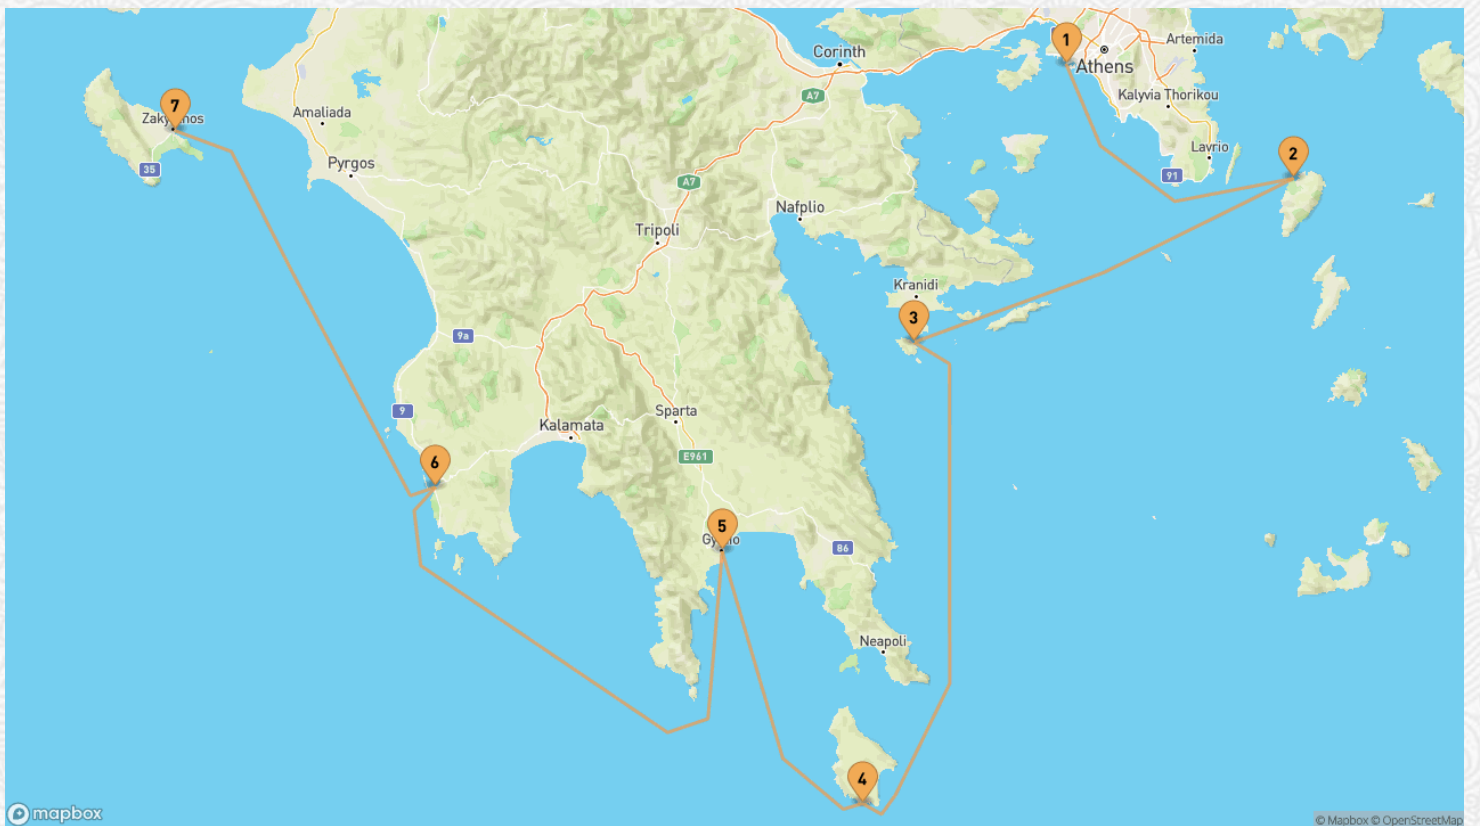 1
Corinth
Artemida
Athens
A7
Kalyvia Thorikou
7
Amaliada
Lavrio
2
35
Pyrgos
91
A7
Nafplio
Tripoli
Kranidi
3
9a
9
Sparta
Kalamata
E961
6
5
86
Neapoli
4
mapbox
© Mapbox © OpenStreetMap